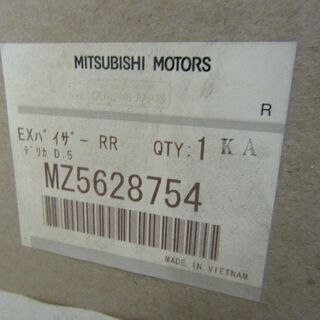 MITSUBISHI MOTORS
GENUINE PARTS
R
EXバイザ- RR QTY: 1 KA
デリカ D:5
MZ5628754
MADE IN VIETNAM